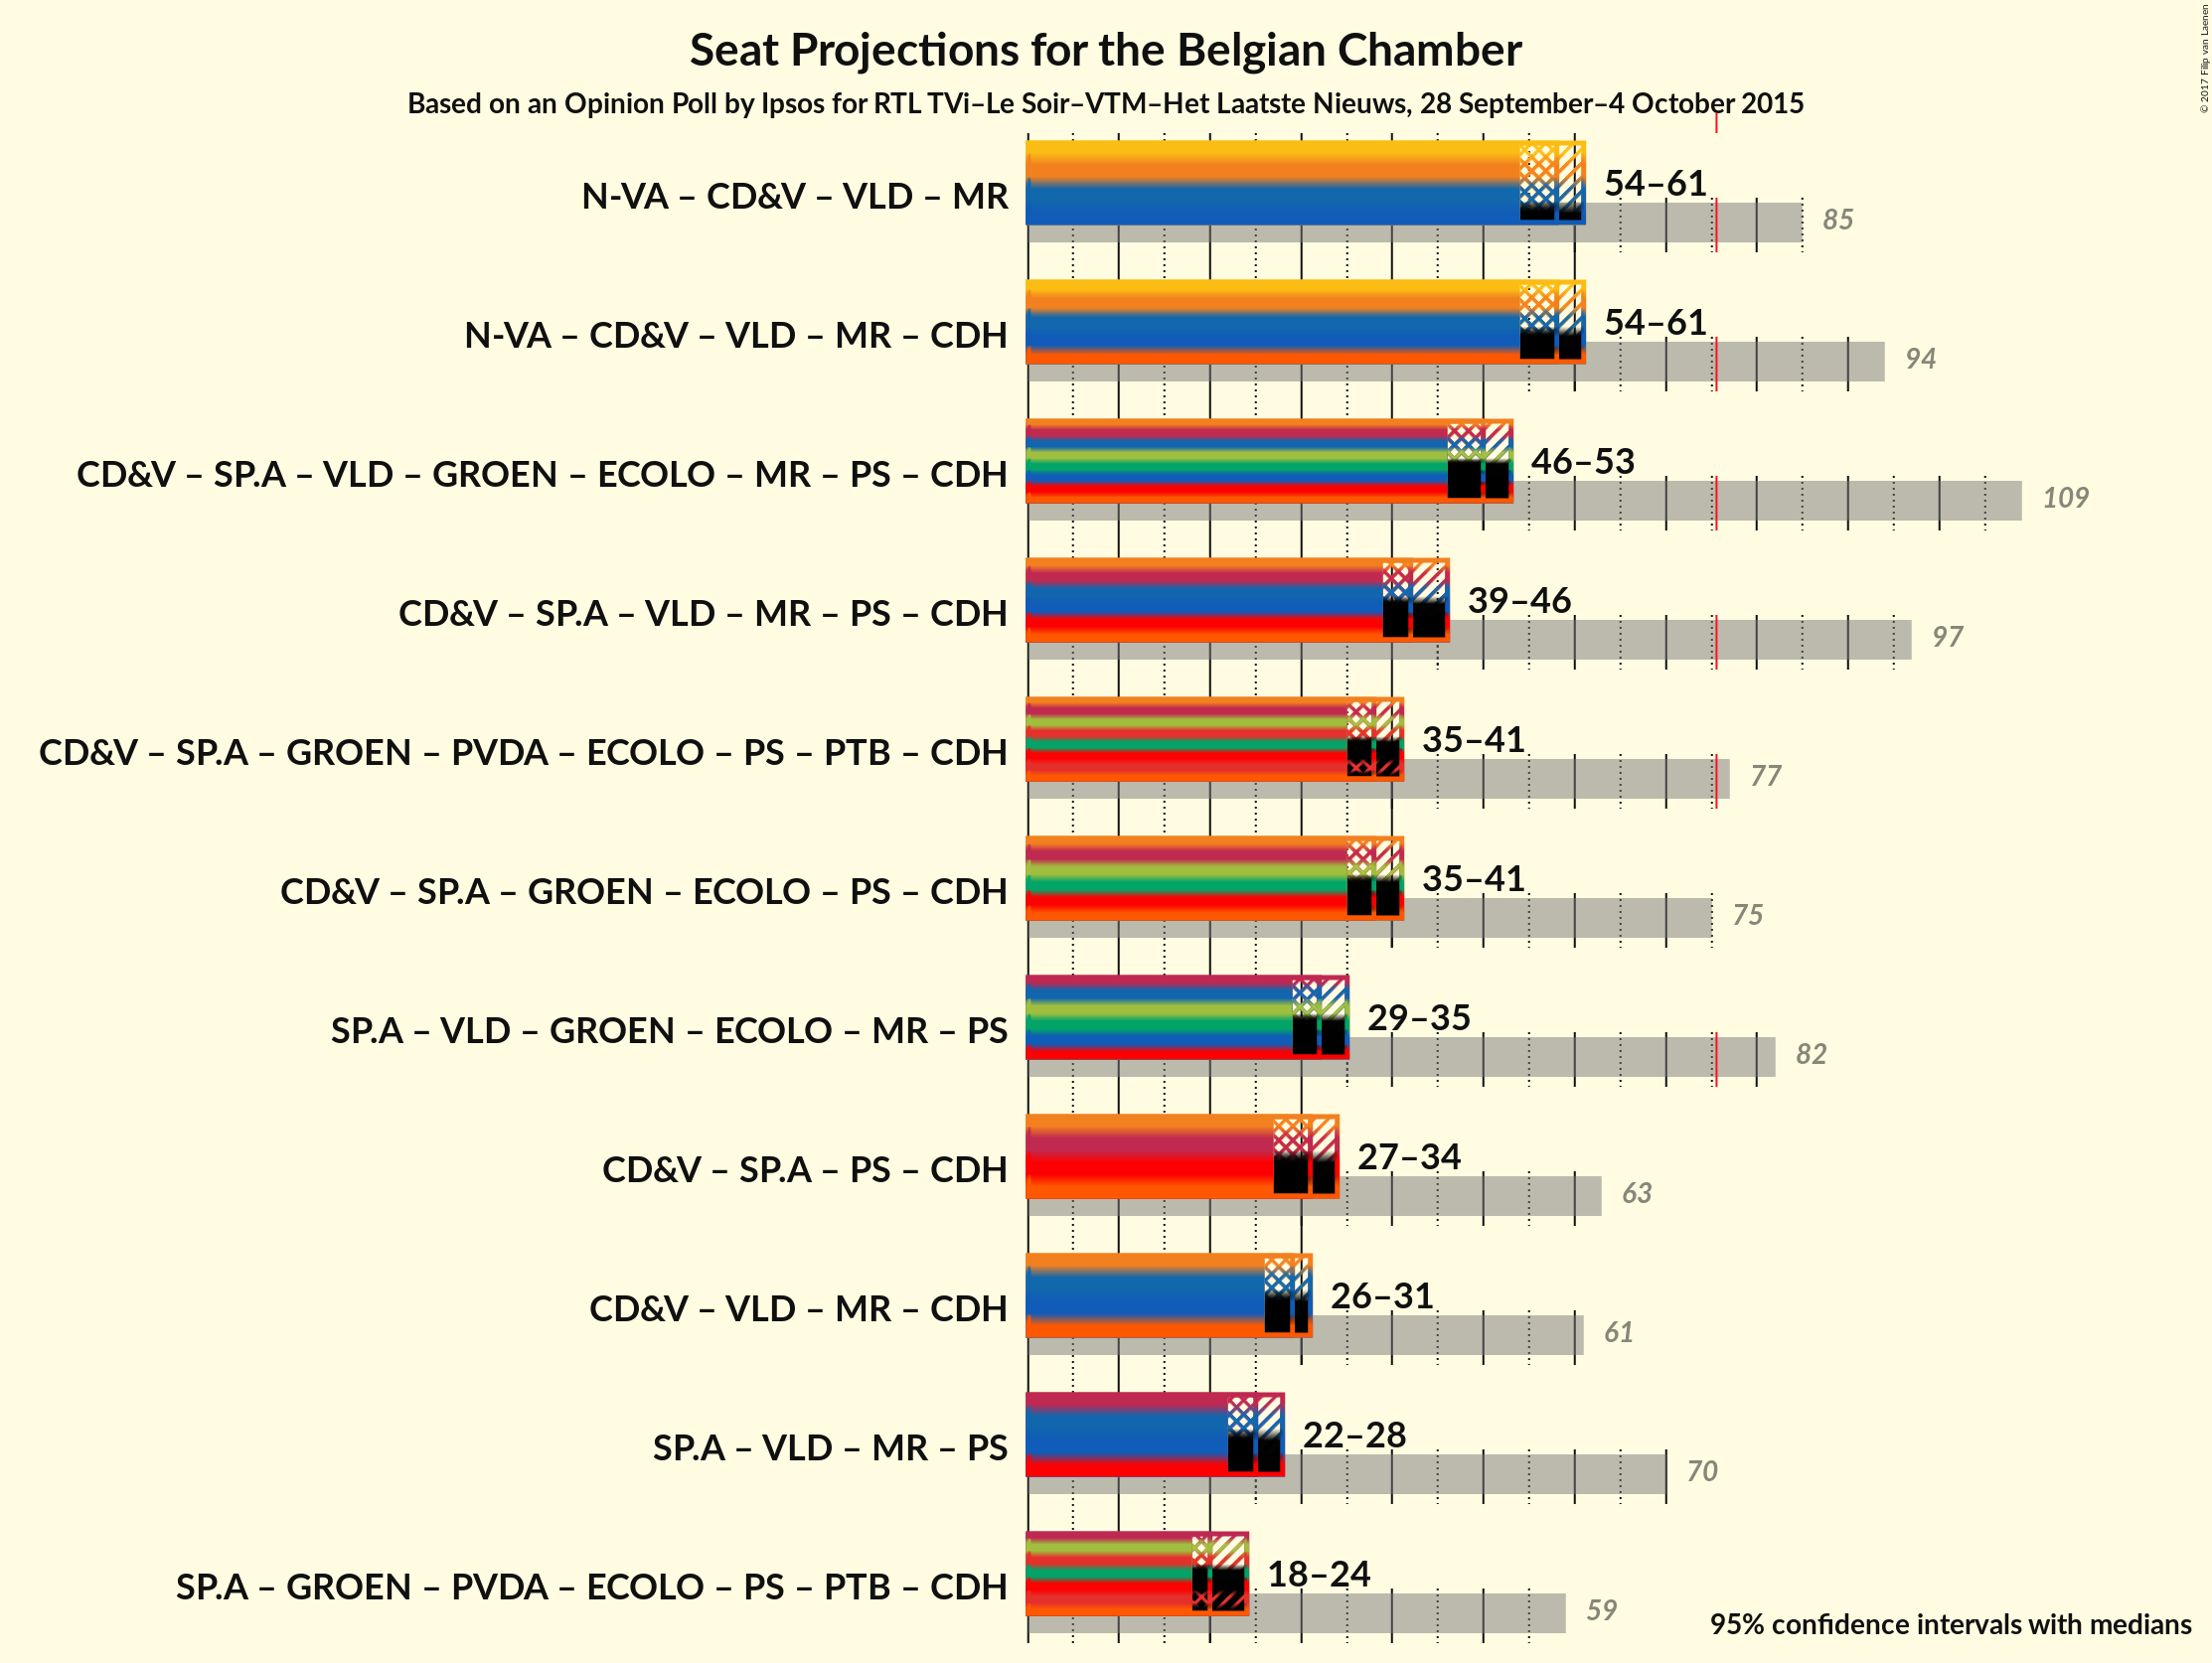 Seat Projections for the Belgian Chamber
Based on an Opinion Poll by Ipsos for RTL TVi–Le Soir–VTM–Het Laatste Nieuws, 28 September–4 October 2015
© 2017 Filip van Laenen
N-VA – CD&V – VLD – MR
54–61
85
N-VA – CD&V – VLD – MR – CDH
54–61
94
CD&V – SP.A – VLD – GROEN – ECOLO – MR – PS – CDH
46–53
109
CD&V – SP.A – VLD – MR – PS – CDH
39–46
97
CD&V – SP.A – GROEN – PVDA – ECOLO – PS – PTB – CDH
35–41
77
CD&V – SP.A – GROEN – ECOLO – PS – CDH
35–41
75
SP.A – VLD – GROEN – ECOLO – MR – PS
29–35
82
CD&V – SP.A – PS – CDH
27–34
63
CD&V – VLD – MR – CDH
26–31
61
SP.A – VLD – MR – PS
22–28
70
SP.A – GROEN – PVDA – ECOLO – PS – PTB – CDH
18–24
59
95% confidence intervals with medians